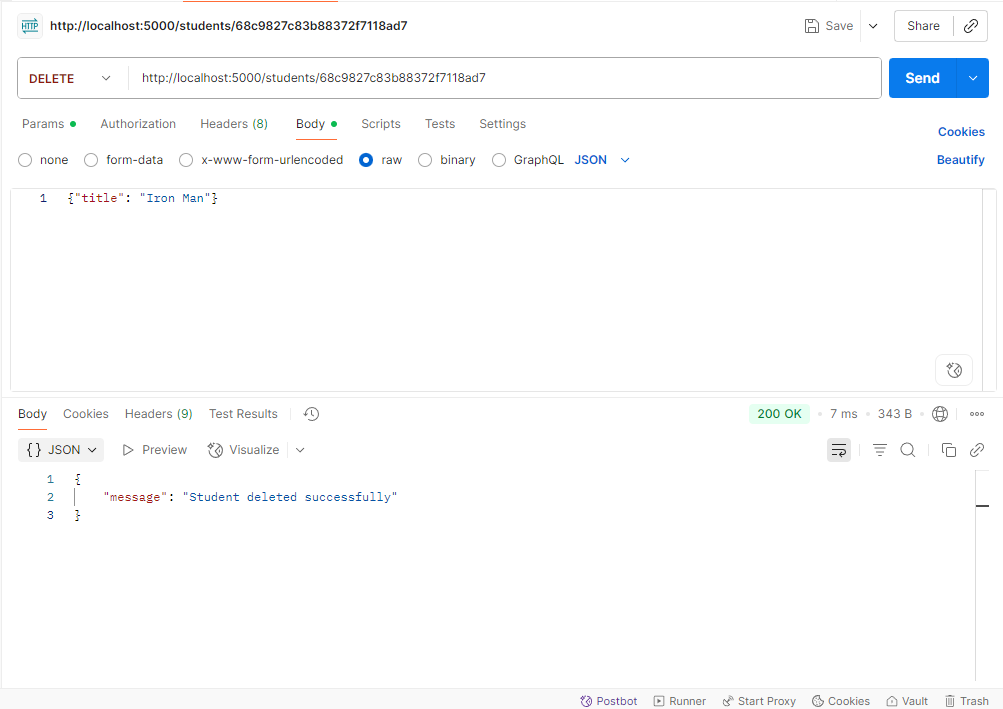 HTTP http://localhost:5000/students/68c9827c83b88372f7118ad7 Save Share
DELETE http://localhost:5000/students/68c9827c83b88372f7118ad7 Send
Params Authorization Headers (8) Body Scripts Tests Settings
Cookies
none form-data x-www-form-urlencoded raw binary GraphQL JSON Beautify
1 {"title": "Iron Man"}
Body Cookies Headers (9) Test Results 200 OK • 7 ms • 343 B •
{} JSON Preview Visualize
1 {
2 "message": "Student deleted successfully"
3 }
Postbot Runner Start Proxy Cookies Vault Trash